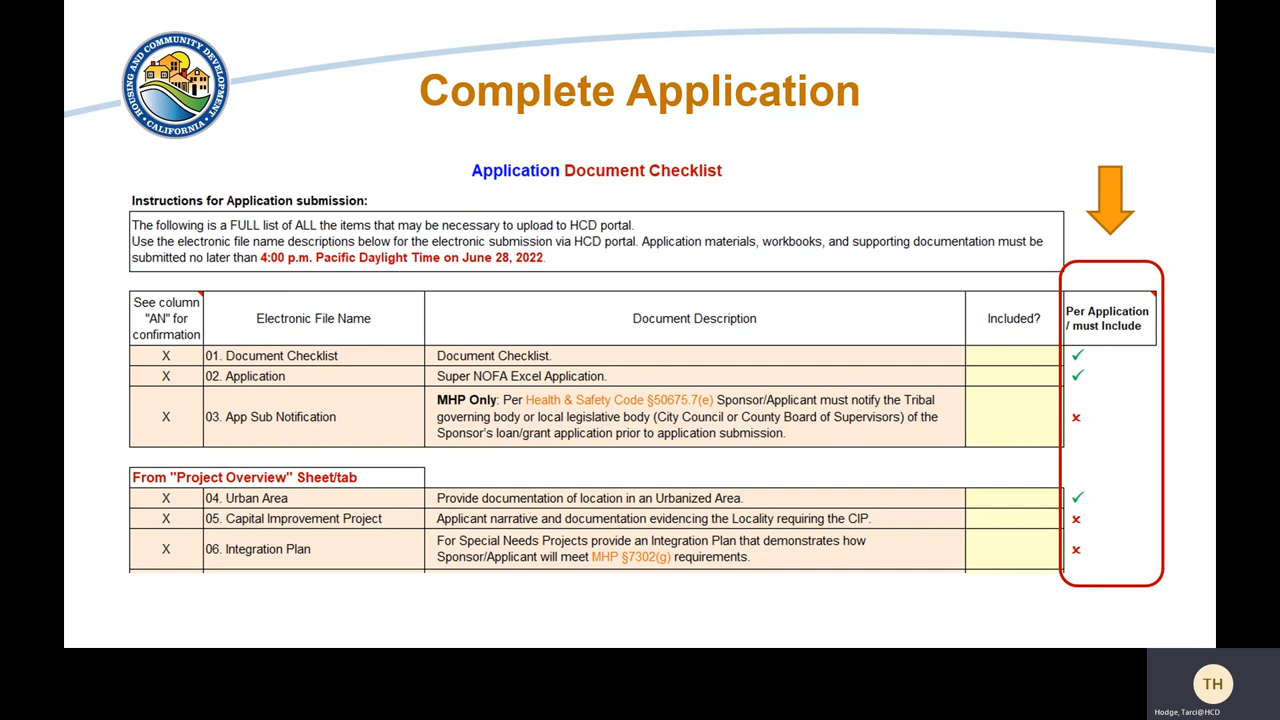 HOUSING AND COMMUNITY DEVELOPMENT
• CALIFORNIA •
Complete Application
Application Document Checklist
Instructions for Application submission:
The following is a FULL list of ALL the items that may be necessary to upload to HCD portal.
Use the electronic file name descriptions below for the electronic submission via HCD portal. Application materials, workbooks, and supporting documentation must be
submitted no later than 4:00 p.m. Pacific Daylight Time on June 28, 2022.
See column
"AN" for
confirmation
Electronic File Name
Document Description
Included?
Per Application
/ must Include
X 01. Document Checklist Document Checklist. ✓
X 02. Application Super NOFA Excel Application. ✓
X 03. App Sub Notification
MHP Only: Per Health & Safety Code §50675.7(e) Sponsor/Applicant must notify the Tribal
governing body or local legislative body (City Council or County Board of Supervisors) of the
Sponsor's loan/grant application prior to application submission.
x
From "Project Overview" Sheet/tab
X 04. Urban Area Provide documentation of location in an Urbanized Area. ✓
X 05. Capital Improvement Project Applicant narrative and documentation evidencing the Locality requiring the CIP. x
X 06. Integration Plan
For Special Needs Projects provide an Integration Plan that demonstrates how
Sponsor/Applicant will meet MHP §7302(g) requirements.
x
TH
Hodge, Tarci@HCD